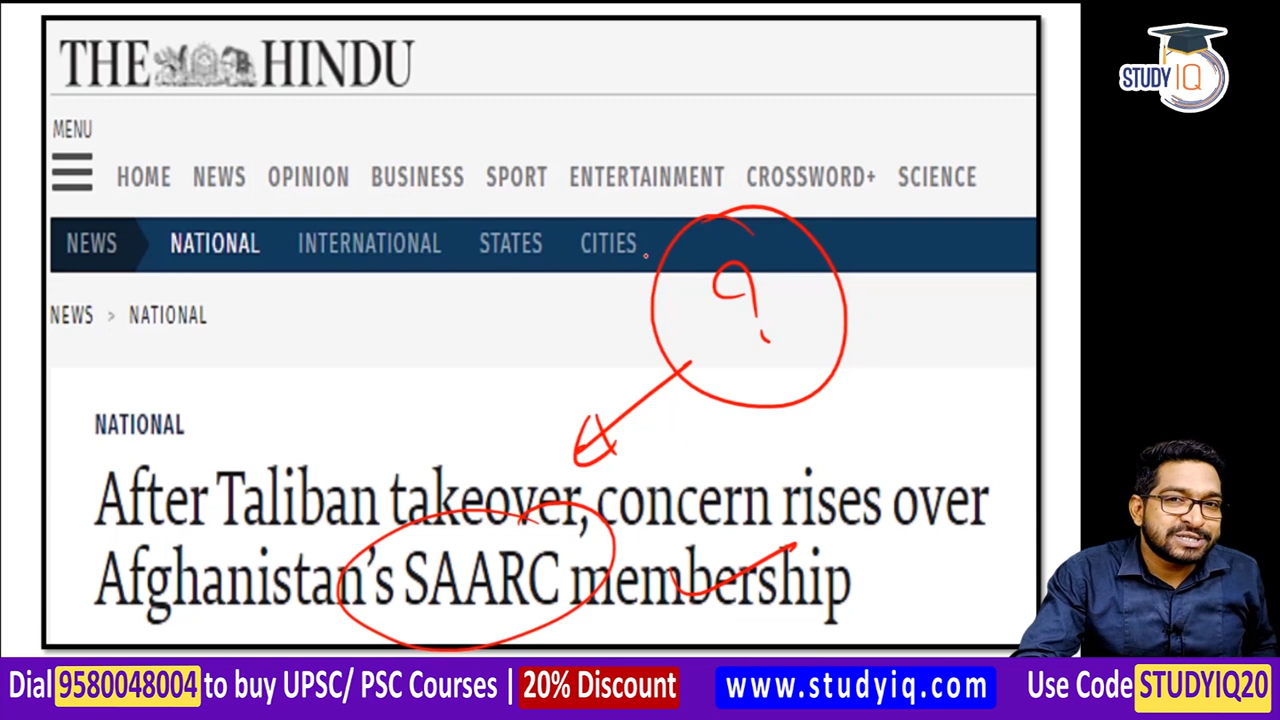 THE HINDU
STUDY IQ
MENU
HOME NEWS OPINION BUSINESS SPORT ENTERTAINMENT CROSSWORD+ SCIENCE
NEWS NATIONAL INTERNATIONAL STATES CITIES
?
NEWS > NATIONAL
NATIONAL
After Taliban takeover, concern rises over
Afghanistan's SAARC membership
Dial 9580048004 to buy UPSC/ PSC Courses | 20% Discount www.studyiq.com Use Code STUDYIQ20